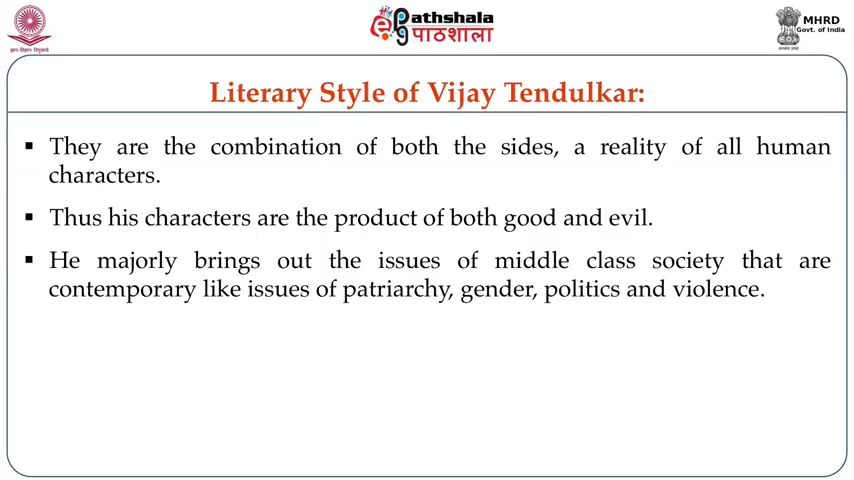 ePathshala
पाठशाला
MHRD
Govt. of India
Literary Style of Vijay Tendulkar:
▪ They are the combination of both the sides, a reality of all human
characters.
▪ Thus his characters are the product of both good and evil.
▪ He majorly brings out the issues of middle class society that are
contemporary like issues of patriarchy, gender, politics and violence.